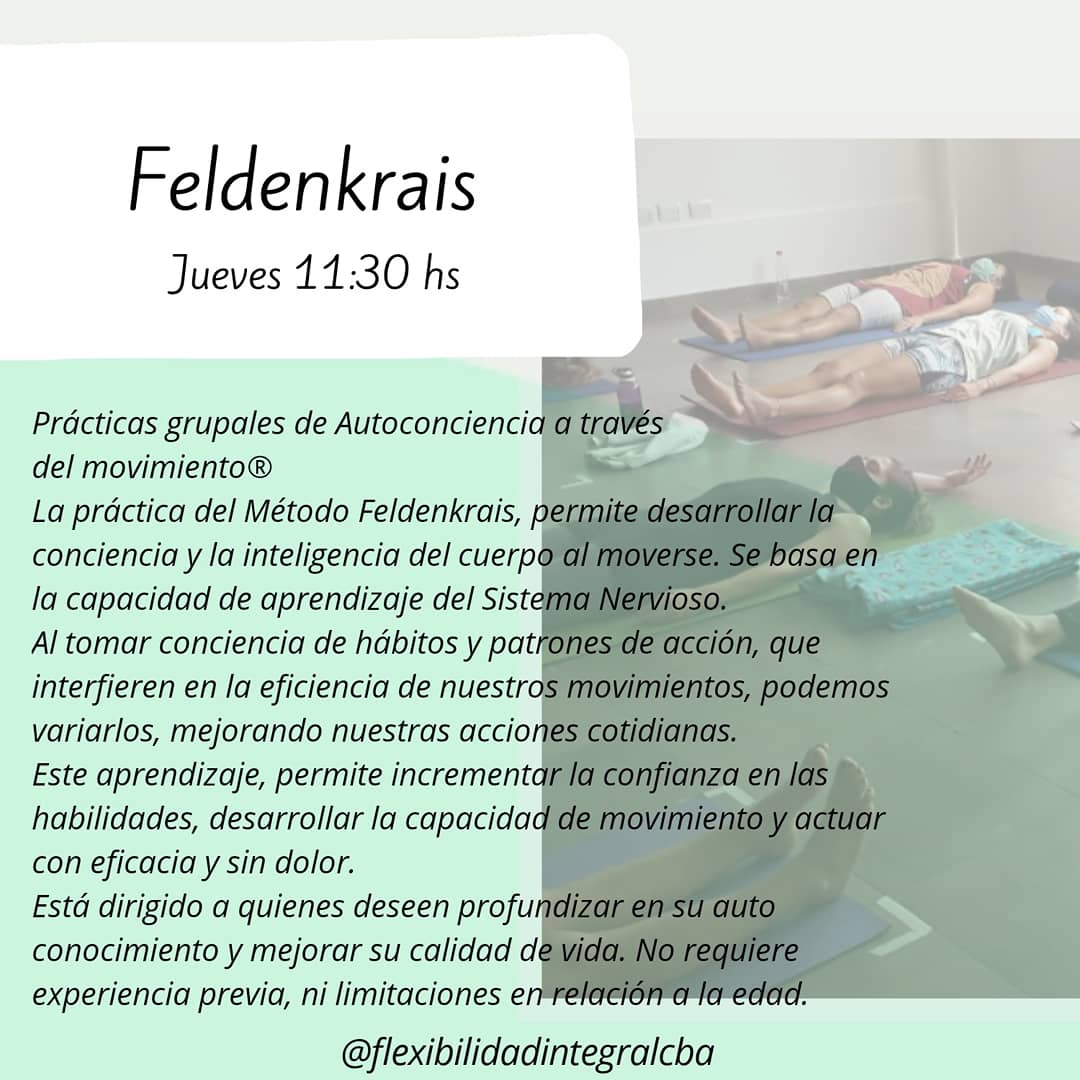 Feldenkrais
Jueves 11:30 hs
Prácticas grupales de Autoconciencia a través
del movimiento®
La práctica del Método Feldenkrais, permite desarrollar la
conciencia y la inteligencia del cuerpo al moverse. Se basa en
la capacidad de aprendizaje del Sistema Nervioso.
Al tomar conciencia de hábitos y patrones de acción, que
interfieren en la eficiencia de nuestros movimientos, podemos
variarlos, mejorando nuestras acciones cotidianas.
Este aprendizaje, permite incrementar la confianza en las
habilidades, desarrollar la capacidad de movimiento y actuar
con eficacia y sin dolor.
Está dirigido a quienes deseen profundizar en su auto
conocimiento y mejorar su calidad de vida. No requiere
experiencia previa, ni limitaciones en relación a la edad.
@flexibilidadintegralcba